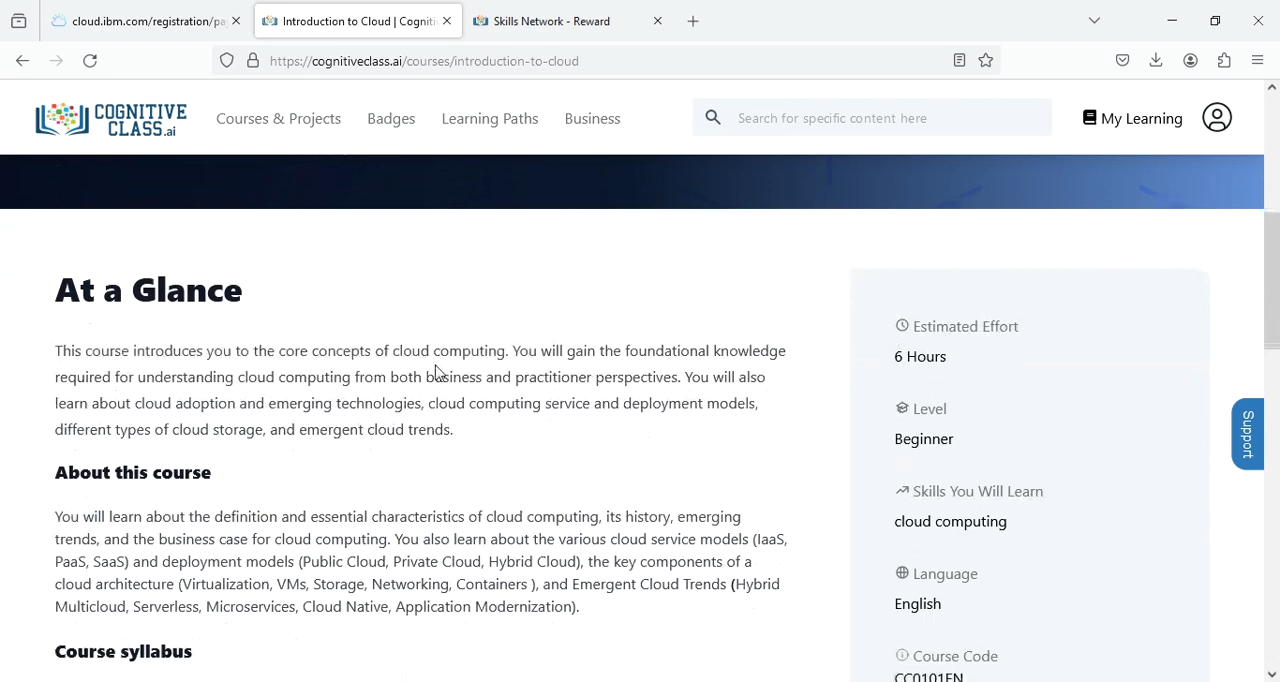 cloud.ibm.com/registration/pa
Introduction to Cloud | Cogniti
Skills Network - Reward
https://cognitiveclass.ai/courses/introduction-to-cloud
COGNITIVE
CLASS.ai
Courses & Projects
Badges
Learning Paths
Business
Search for specific content here
My Learning
At a Glance
This course introduces you to the core concepts of cloud computing. You will gain the foundational knowledge
required for understanding cloud computing from both business and practitioner perspectives. You will also
learn about cloud adoption and emerging technologies, cloud computing service and deployment models,
different types of cloud storage, and emergent cloud trends.
About this course
You will learn about the definition and essential characteristics of cloud computing, its history, emerging
trends, and the business case for cloud computing. You also learn about the various cloud service models (IaaS,
PaaS, SaaS) and deployment models (Public Cloud, Private Cloud, Hybrid Cloud), the key components of a
cloud architecture (Virtualization, VMs, Storage, Networking, Containers ), and Emergent Cloud Trends (Hybrid
Multicloud, Serverless, Microservices, Cloud Native, Application Modernization).
Course syllabus
Estimated Effort
6 Hours
Level
Beginner
Skills You Will Learn
cloud computing
Language
English
Course Code
CC0101EN
Support